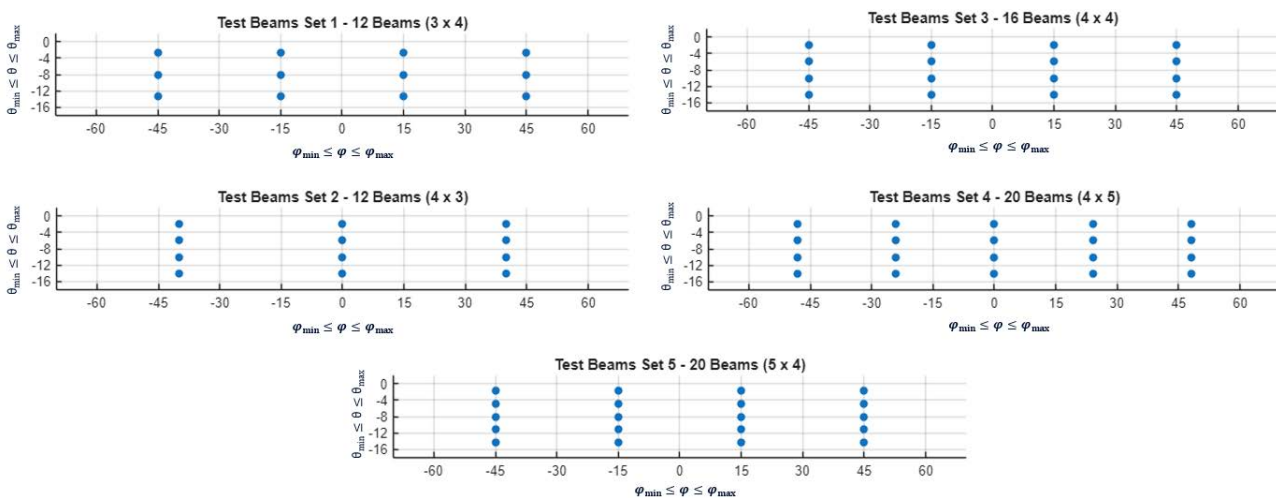 Test Beams Set 1 - 12 Beams (3 x 4)
θmin ≤ θ ≤ θmax
0
-4
-8
-12
-16
-60 -45 -30 -15 0 15 30 45 60
φmin ≤ φ ≤ φmax
Test Beams Set 3 - 16 Beams (4 x 4)
θmin ≤ θ ≤ θmax
0
-4
-8
-12
-16
-60 -45 -30 -15 0 15 30 45 60
φmin ≤ φ ≤ φmax
Test Beams Set 2 - 12 Beams (4 x 3)
θmin ≤ θ ≤ θmax
0
-4
-8
-12
-16
-60 -45 -30 -15 0 15 30 45 60
φmin ≤ φ ≤ φmax
Test Beams Set 4 - 20 Beams (4 x 5)
θmin ≤ θ ≤ θmax
0
-4
-8
-12
-16
-60 -45 -30 -15 0 15 30 45 60
φmin ≤ φ ≤ φmax
Test Beams Set 5 - 20 Beams (5 x 4)
θmin ≤ θ ≤ θmax
0
-4
-8
-12
-16
-60 -45 -30 -15 0 15 30 45 60
φmin ≤ φ ≤ φmax